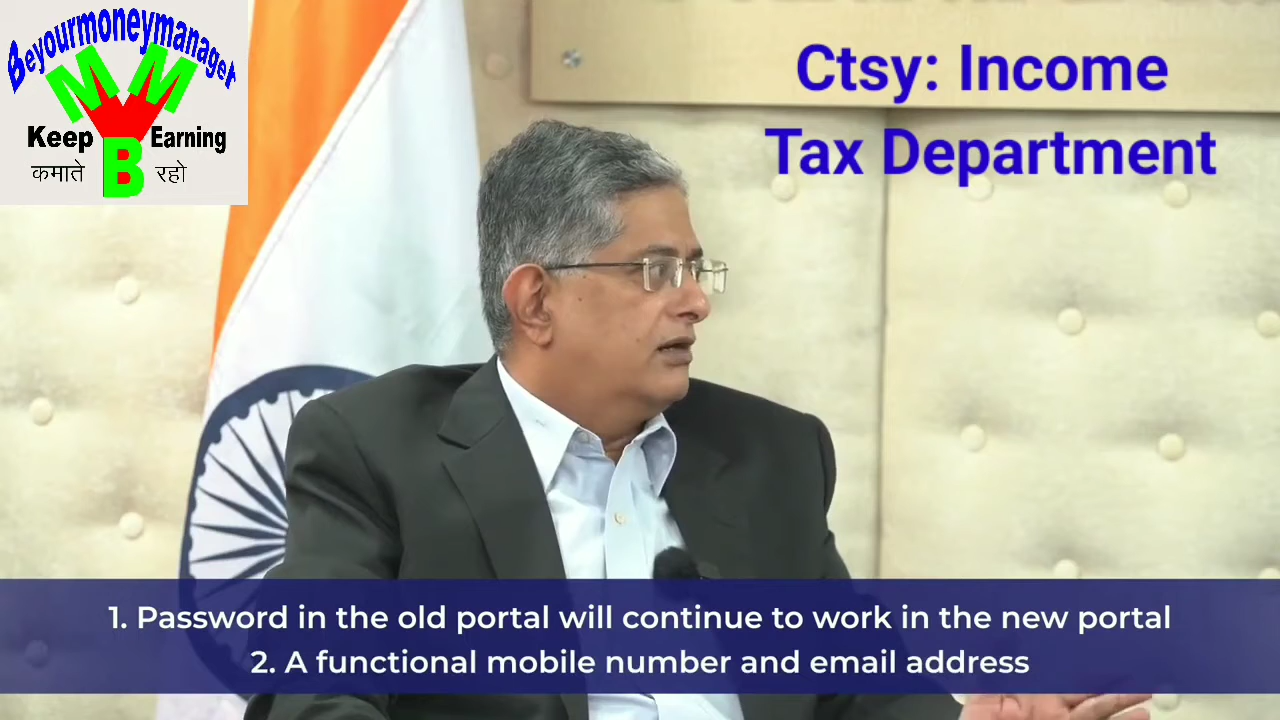 Beyourmoneymanager
MM
Keep Earning
B
कमाते रहो
Ctsy: Income
Tax Department
1. Password in the old portal will continue to work in the new portal
2. A functional mobile number and email address